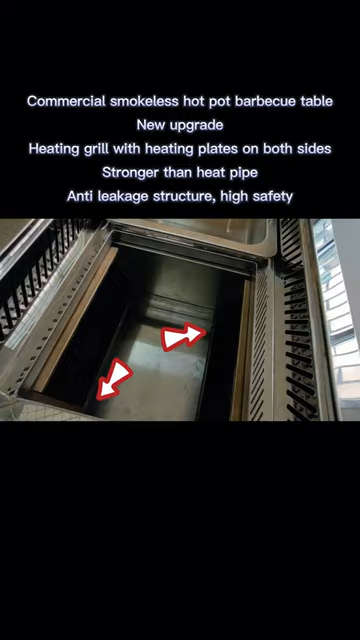 Commercial smokeless hot pot barbecue table
New upgrade
Heating grill with heating plates on both sides
Stronger than heat pipe
Anti leakage structure, high safety